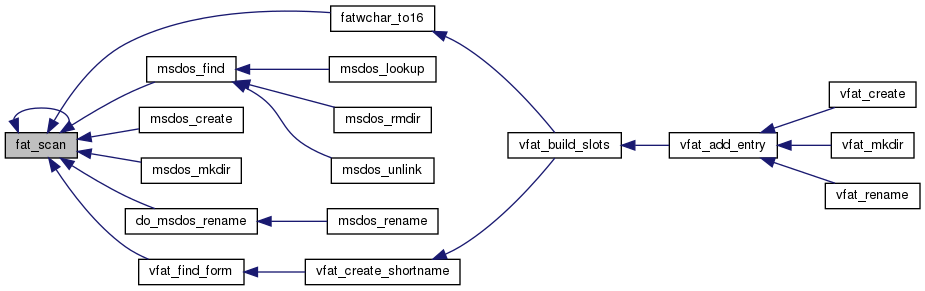 fatwchar_to16
msdos_find
msdos_lookup
vfat_create
msdos_create
msdos_rmdir
fat_scan
vfat_build_slots
vfat_add_entry
vfat_mkdir
msdos_mkdir
msdos_unlink
vfat_rename
do_msdos_rename
msdos_rename
vfat_find_form
vfat_create_shortname